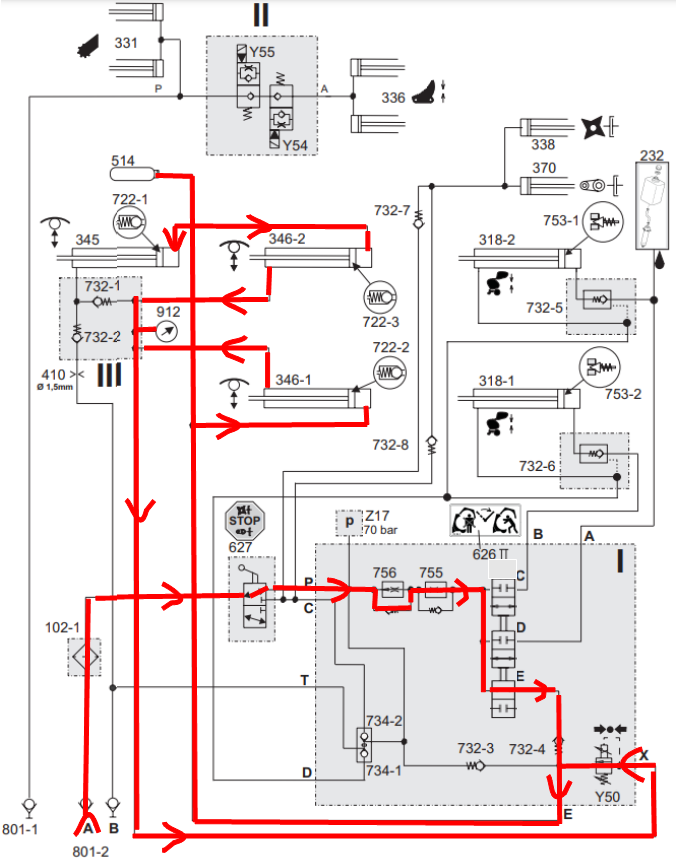 II
331
Y55
P
A
336
Y54
338
514
370
232
722-1
732-7
753-1
345
346-2
318-2
732-1
912
722-3
732-5
732-2
722-2
410 ><
Ø 1,5mm
III
346-1
318-1
753-2
732-8
732-6
STOP
627
p
Z17
70 bar
B
A
626 II
I
P
756
755
C
C
102-1
D
E
T
734-2
732-3
732-4
X
D
734-1
Y50
E
801-1
A
B
801-2